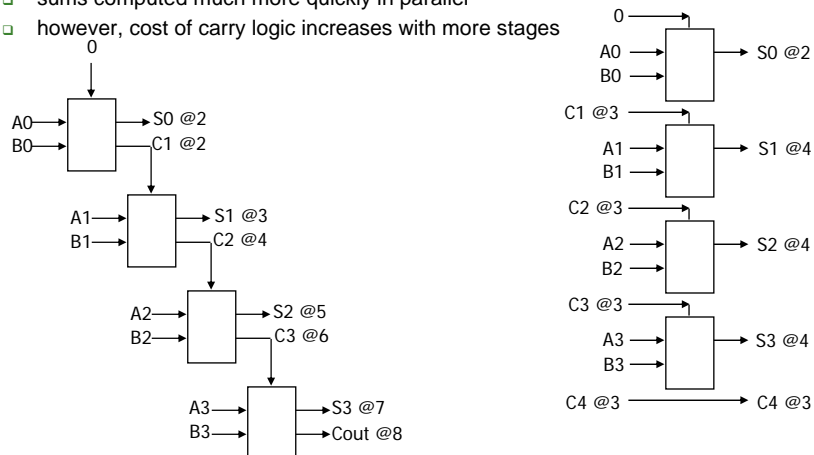 sums computed much more quickly in parallel
however, cost of carry logic increases with more stages
0
A0
B0
S0 @2
C1 @2
A1
B1
S1 @3
C2 @4
A2
B2
S2 @5
C3 @6
A3
B3
S3 @7
Cout @8
0
A0
B0
S0 @2
C1 @3
A1
B1
S1 @4
C2 @3
A2
B2
S2 @4
C3 @3
A3
B3
S3 @4
C4 @3
C4 @3